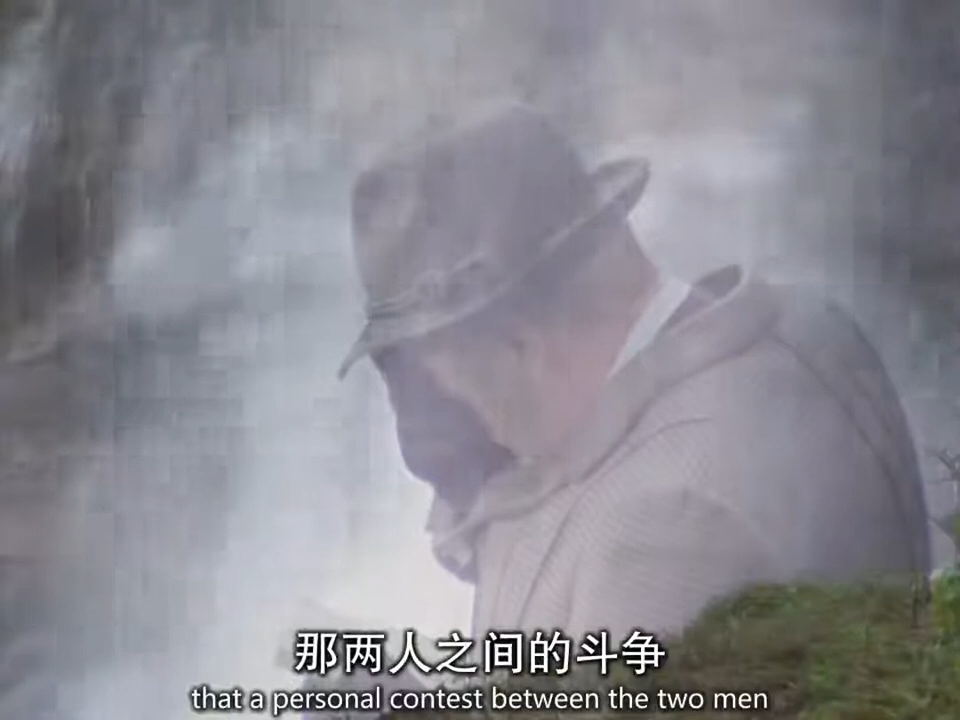 那两人之间的斗争
that a personal contest between the two men